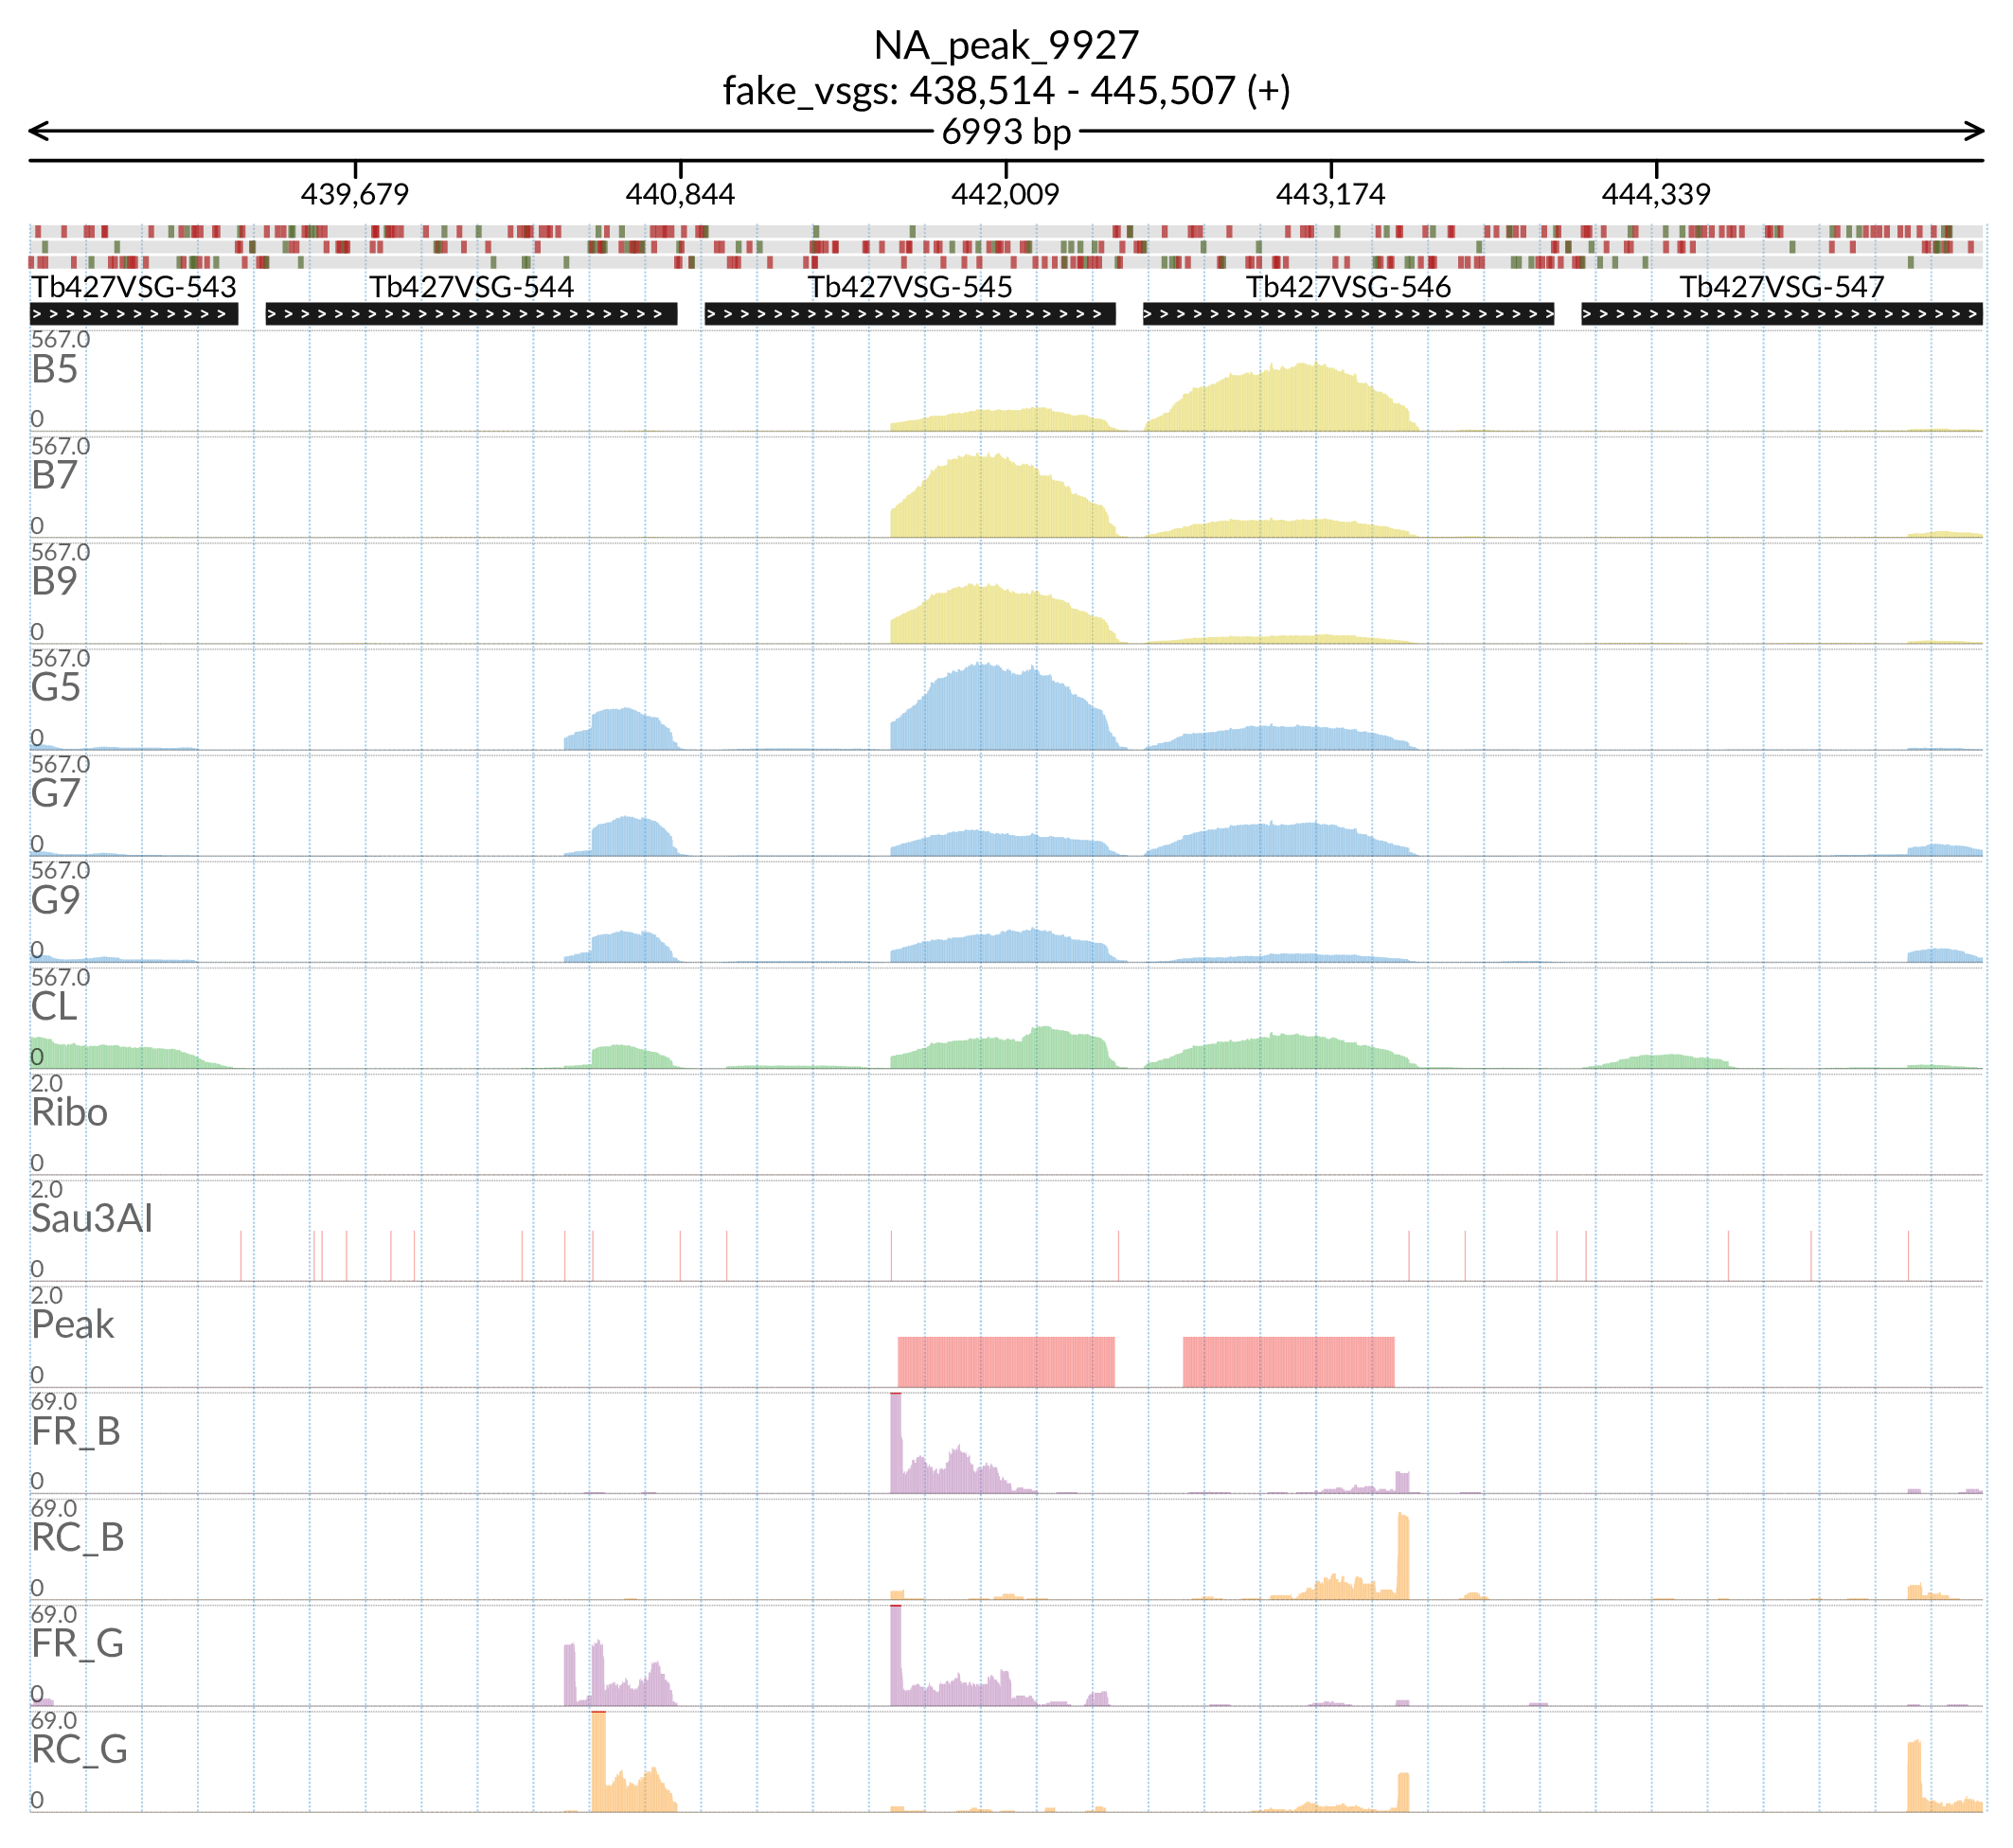 NA_peak_9927
fake_vsgs: 438,514 - 445,507 (+)
6993 bp
439,679 440,844 442,009 443,174 444,339
Tb427VSG-543 Tb427VSG-544 Tb427VSG-545 Tb427VSG-546 Tb427VSG-547
567.0
B5
0
567.0
B7
0
567.0
B9
0
567.0
G5
0
567.0
G7
0
567.0
G9
0
567.0
CL
0
2.0
Ribo
0
2.0
Sau3AI
0
2.0
Peak
0
69.0
FR_B
0
69.0
RC_B
0
69.0
FR_G
0
69.0
RC_G
0